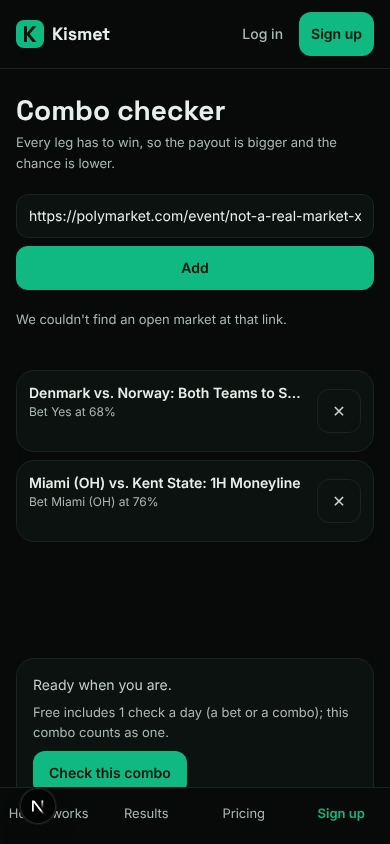 K Kismet
Log in
Sign up
Combo checker
Every leg has to win, so the payout is bigger and the
chance is lower.
https://polymarket.com/event/not-a-real-market-x
Add
We couldn't find an open market at that link.
Denmark vs. Norway: Both Teams to S...
Bet Yes at 68%
✕
Miami (OH) vs. Kent State: 1H Moneyline
Bet Miami (OH) at 76%
✕
Ready when you are.
Free includes 1 check a day (a bet or a combo); this
combo counts as one.
Check this combo
N
works
Results
Pricing
Sign up